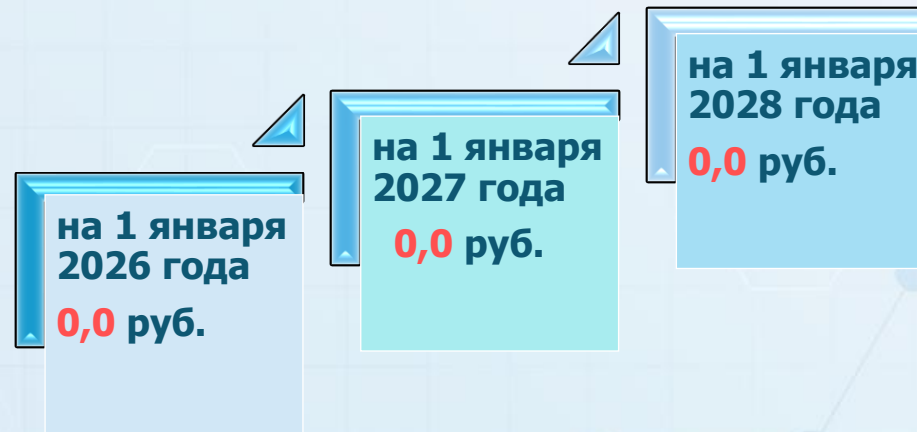 на 1 января
2026 года
0,0 руб.
на 1 января
2027 года
0,0 руб.
на 1 января
2028 года
0,0 руб.